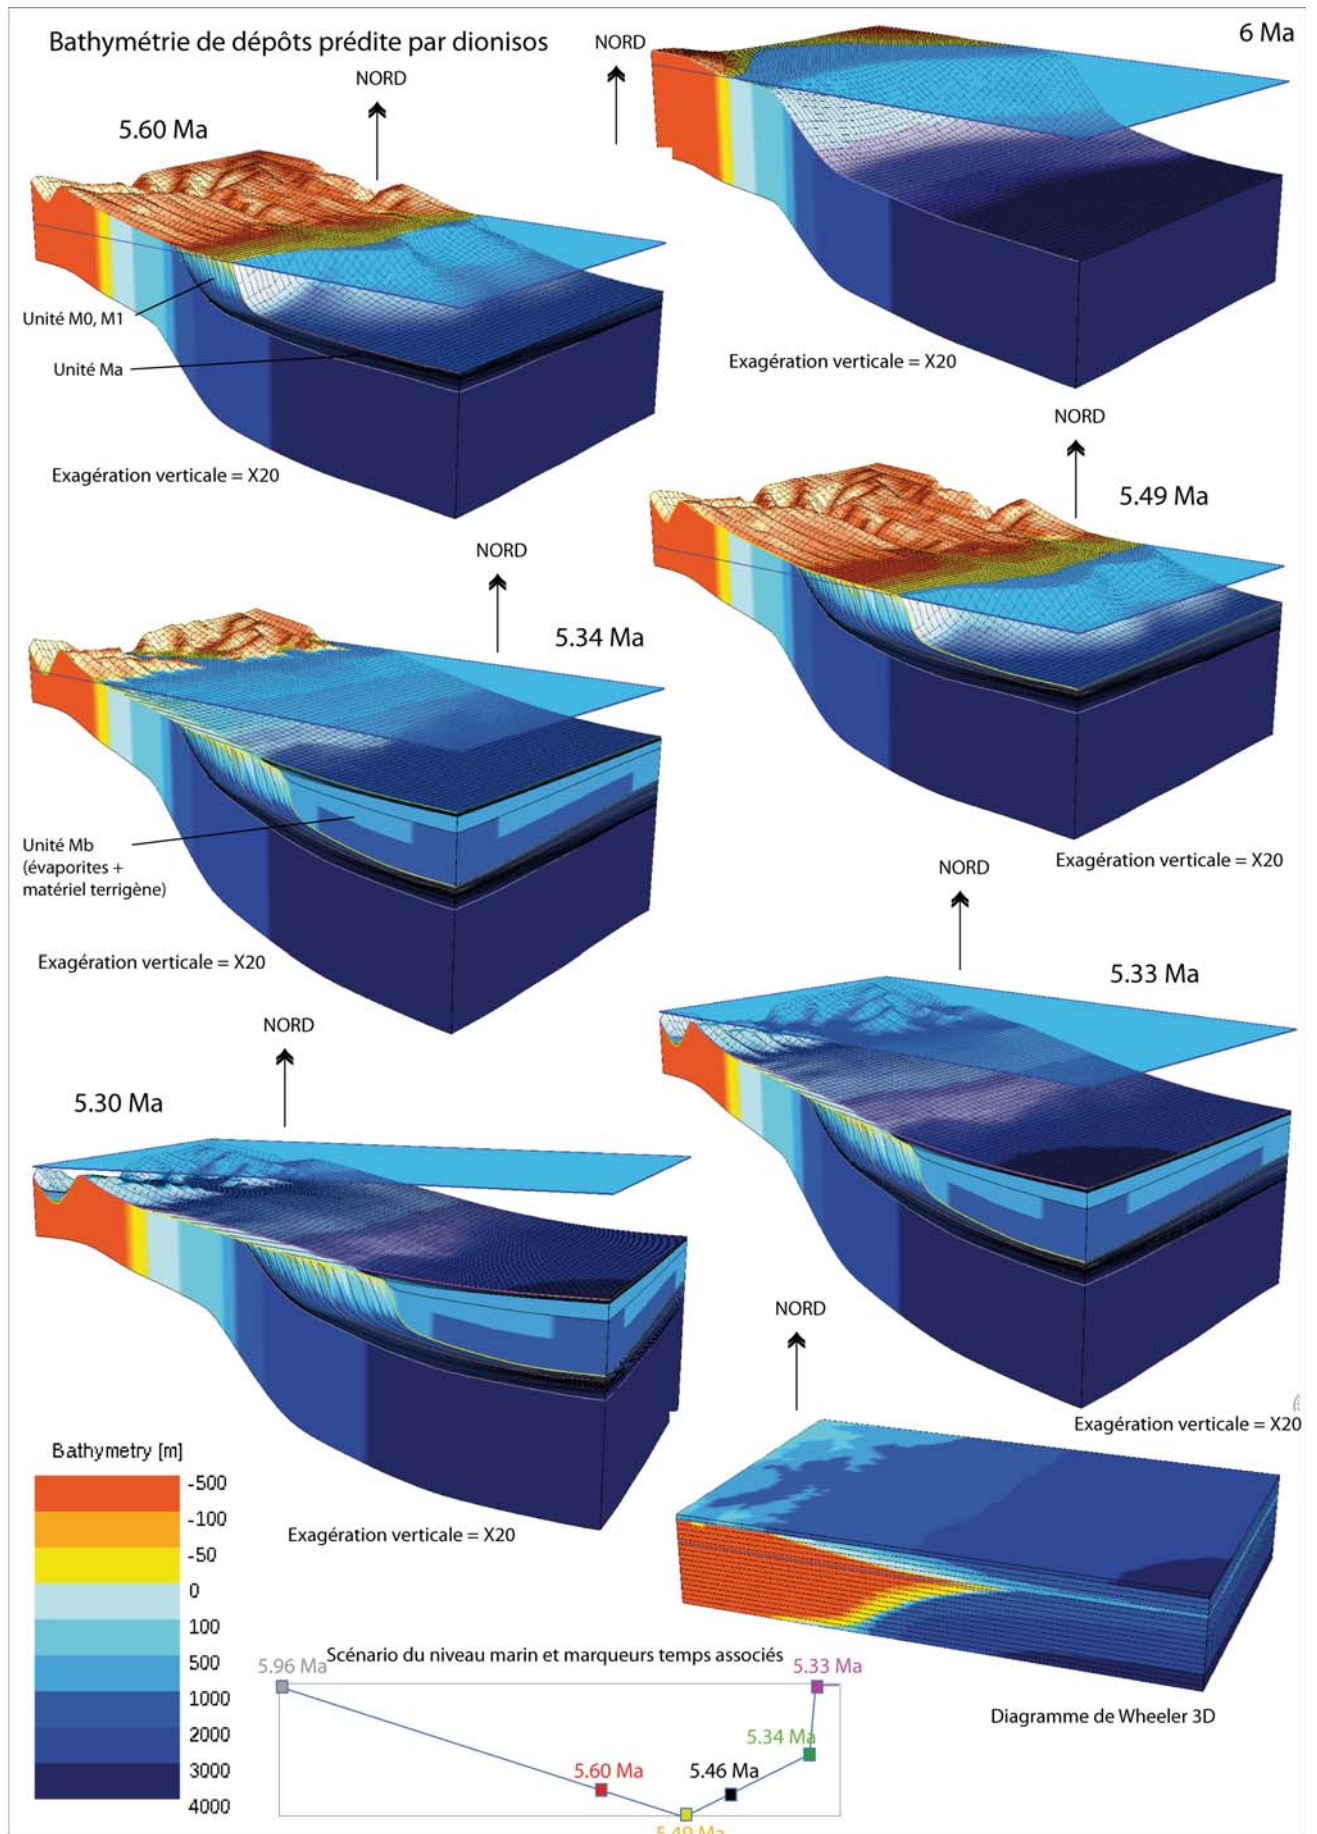 Bathymétrie de dépôts prédite par dionisos
NORD
6 Ma
NORD
5.60 Ma
Unité M0, M1
Unité Ma
Exagération verticale = X20
Exagération verticale = X20
NORD
5.49 Ma
NORD
5.34 Ma
Unité Mb
(évaporites +
matériel terrigène)
Exagération verticale = X20
Exagération verticale = X20
NORD
5.33 Ma
NORD
5.30 Ma
NORD
Exagération verticale = X20
Exagération verticale = X20
Bathymetry [m]
-500
-100
-50
0
100
500
1000
2000
3000
4000
Diagramme de Wheeler 3D
Scénario du niveau marin et marqueurs temps associés
5.96 Ma
5.33 Ma
5.34 Ma
5.60 Ma
5.46 Ma
5.49 Ma